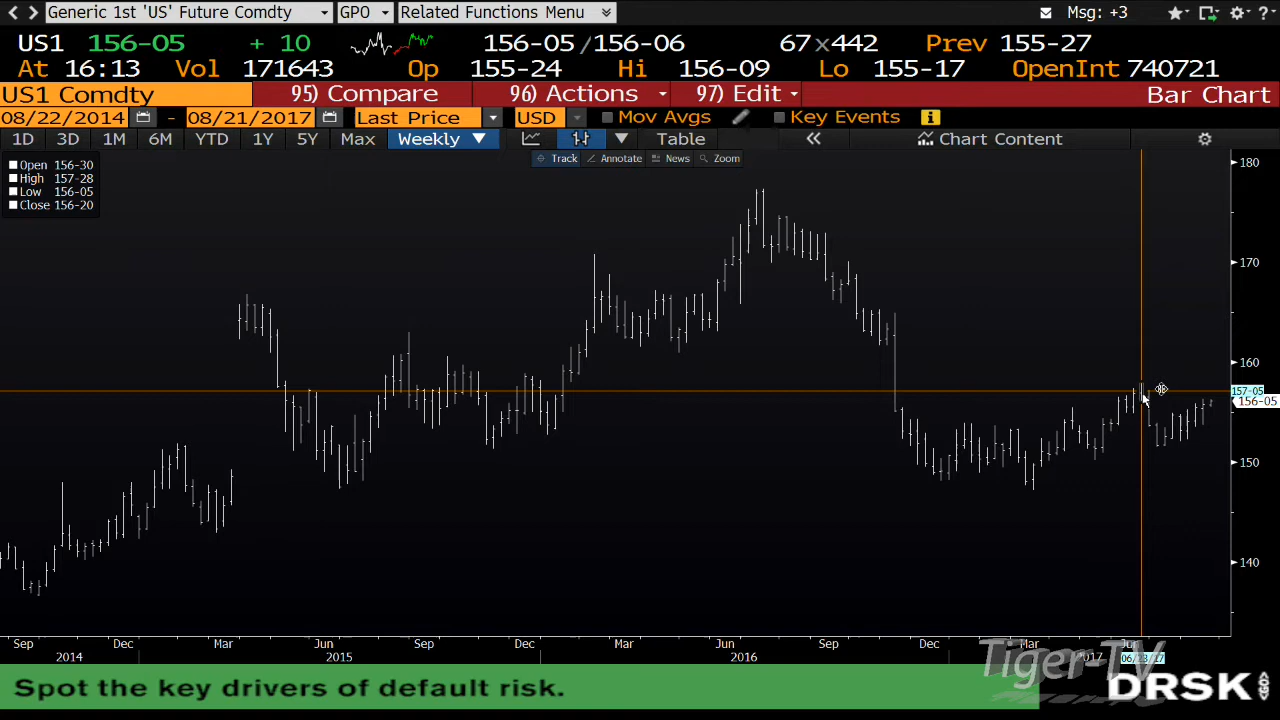 Generic 1st 'US' Future Comdty GPO Related Functions Menu Msg: +3
US1 156-05 + 10 156-05 / 156-06 67 x 442 Prev 155-27
At 16:13 Vol 171643 Op 155-24 Hi 156-09 Lo 155-17 OpenInt 740721
US1 Comdty 95) Compare 96) Actions 97) Edit Bar Chart
08/22/2014 - 08/21/2017 Last Price USD Mov Avgs Key Events
1D 3D 1M 6M YTD 1Y 5Y Max Weekly Table Chart Content
Track Annotate News Zoom
Open 156-30
High 157-28
Low 156-05
Close 156-20
180
170
160
157-05
156-05
150
140
Sep Dec Mar Jun Sep Dec Mar Jun Sep Dec Mar Jun
2014 2015 2016 2017
Tiger-TV
Spot the key drivers of default risk.
DRSK
GO